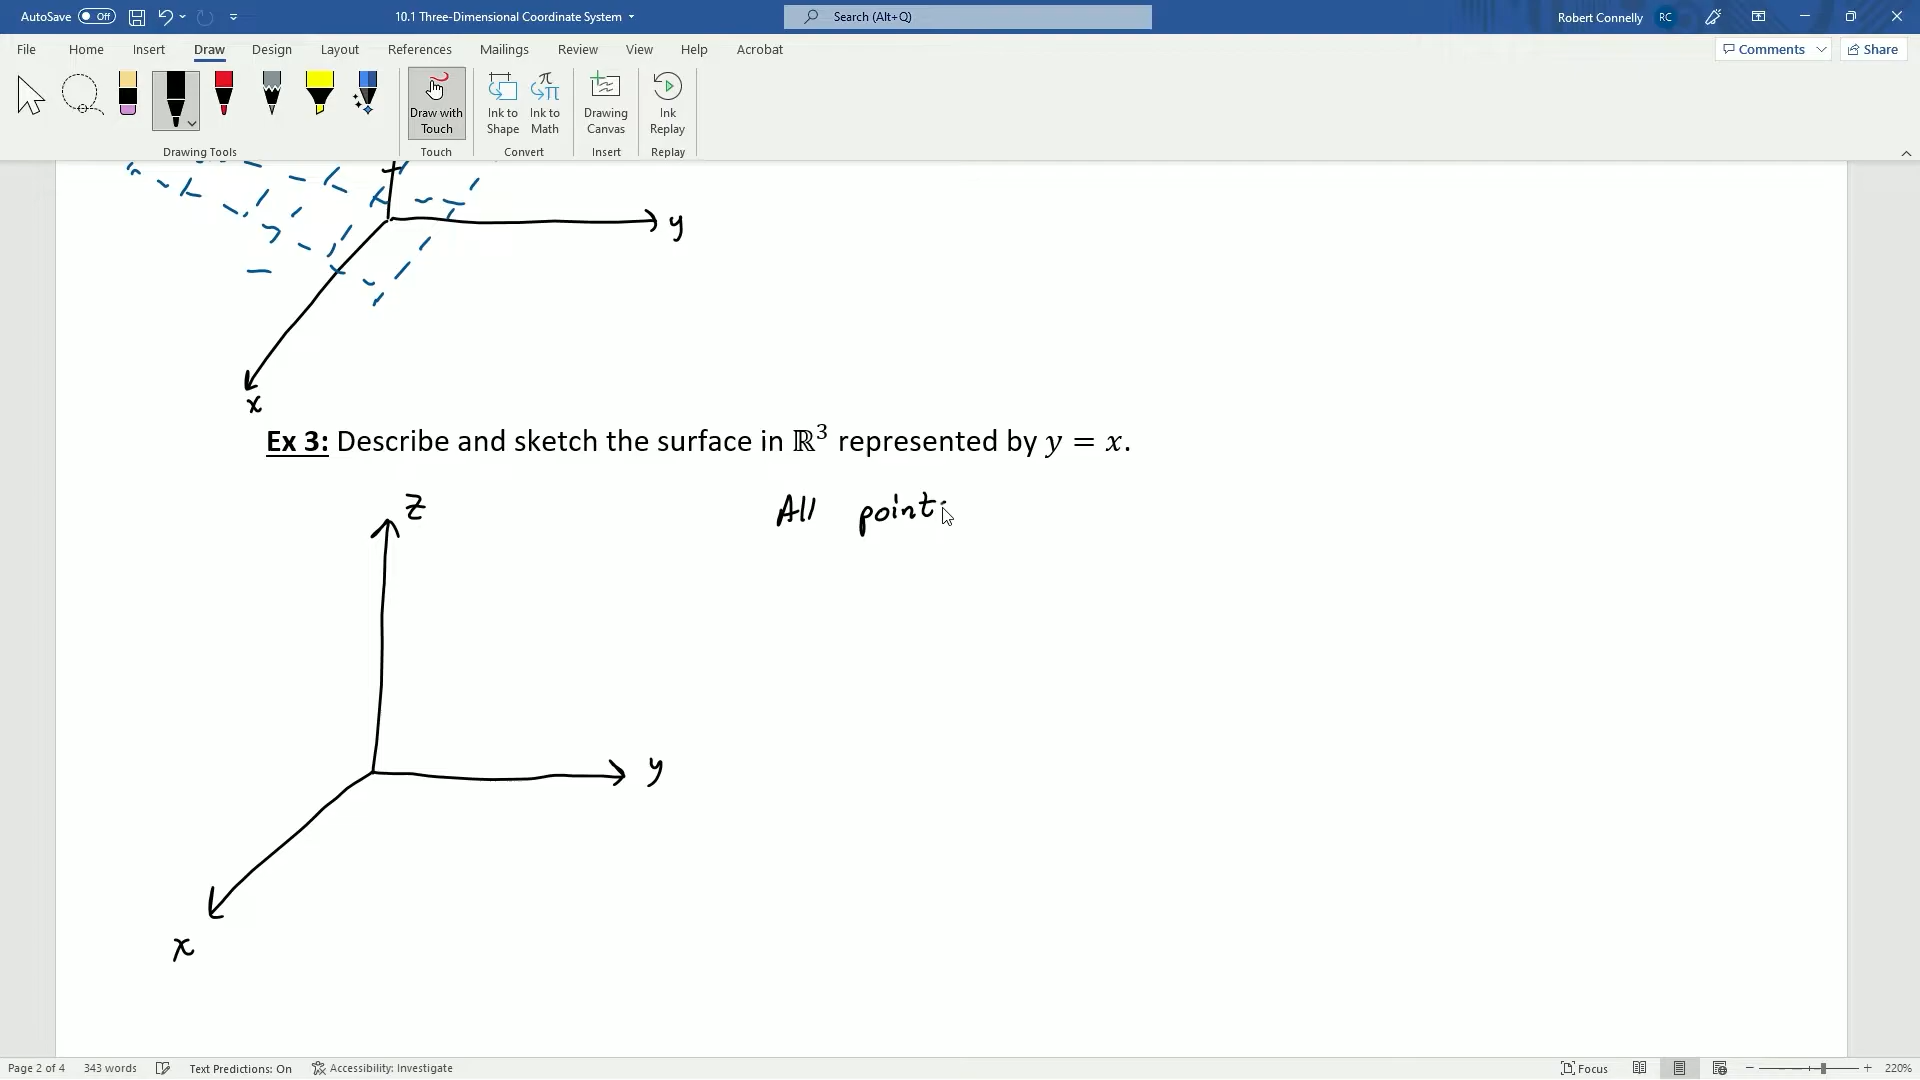 AutoSave Off 10.1 Three-Dimensional Coordinate System Search (Alt+Q) Robert Connelly RC
File Home Insert Draw Design Layout References Mailings Review View Help Acrobat Comments Share
Draw with Touch Ink to Shape Ink to Math Drawing Canvas Ink Replay
Drawing Tools Touch Convert Insert Replay
y
x
Ex 3: Describe and sketch the surface in ℝ³ represented by y = x.
z
All points
y
x
Page 2 of 4 343 words Text Predictions: On Accessibility: Investigate Focus 220%